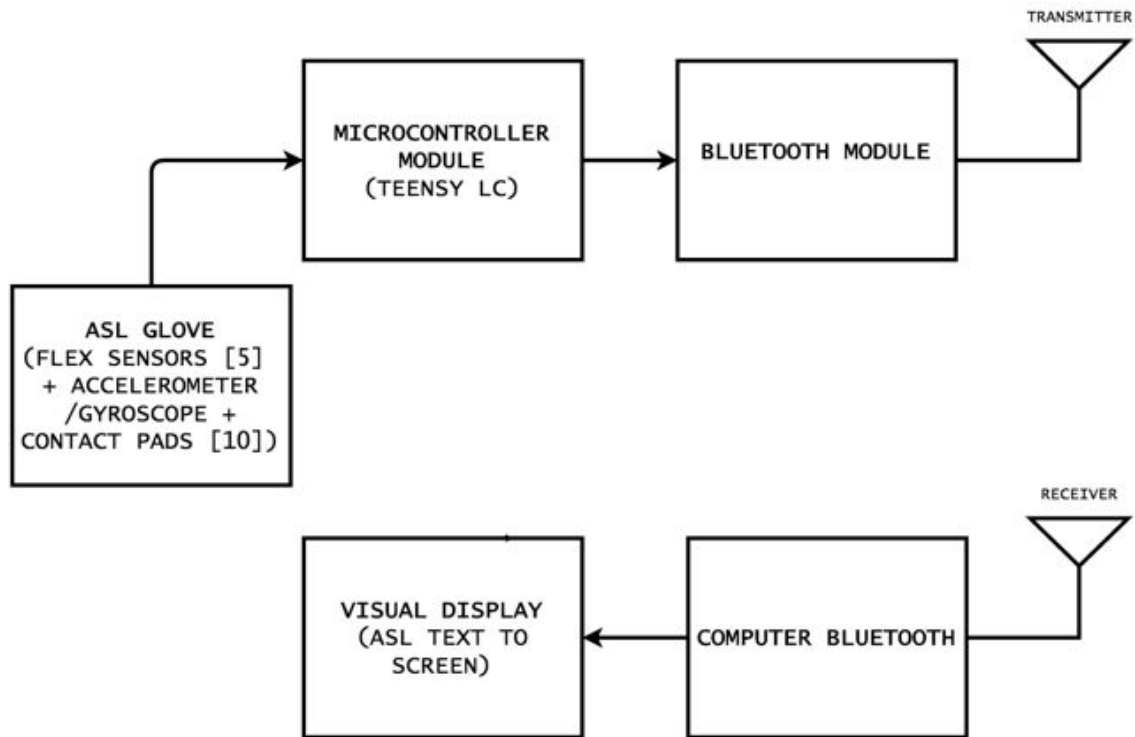 TRANSMITTER
MICROCONTROLLER
MODULE
(TEENSY LC)
BLUETOOTH MODULE
ASL GLOVE
(FLEX SENSORS [5]
+ ACCELEROMETER
/GYROSCOPE +
CONTACT PADS [10])
RECEIVER
VISUAL DISPLAY
(ASL TEXT TO
SCREEN)
COMPUTER BLUETOOTH